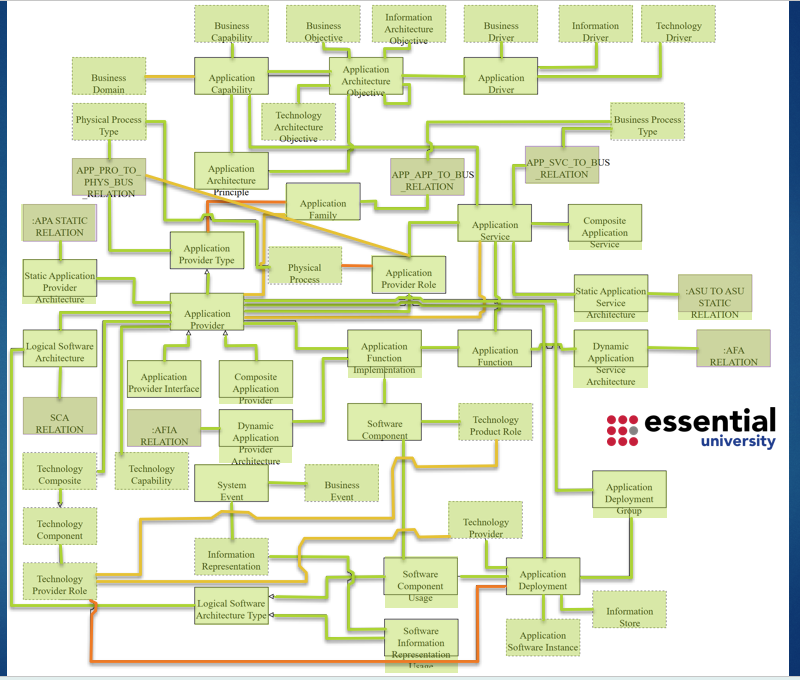 Business
Capability
Business
Objective
Information
Architecture
Objective
Business
Driver
Information
Driver
Technology
Driver
Business
Domain
Application
Capability
Application
Architecture
Objective
Application
Driver
Physical Process
Type
Technology
Architecture
Objective
Business Process
Type
APP_PRO_TO_
PHYS_BUS
_RELATION
Application
Architecture
Principle
APP_APP_TO_BUS
_RELATION
APP_SVC_TO_BUS
_RELATION
Application
Family
:APA STATIC
RELATION
Application
Provider Type
Application
Service
Composite
Application
Service
Static Application
Provider
Architecture
Physical
Process
Application
Provider Role
Static Application
Service
Architecture
:ASU TO ASU
STATIC
RELATION
Application
Provider
Logical Software
Architecture
Application
Function
Implementation
Application
Function
Dynamic
Application
Service
Architecture
:AFA
RELATION
Application
Provider Interface
Composite
Application
Provider
SCA
RELATION
:AFIA
RELATION
Dynamic
Application
Provider
Architecture
Software
Component
Technology
Product Role
essential
university
Technology
Composite
Technology
Capability
System
Event
Business
Event
Application
Deployment
Group
Technology
Component
Technology
Provider
Information
Representation
Technology
Provider Role
Software
Component
Usage
Application
Deployment
Logical Software
Architecture Type
Information
Store
Software
Information
Representation
Usage
Application
Software Instance